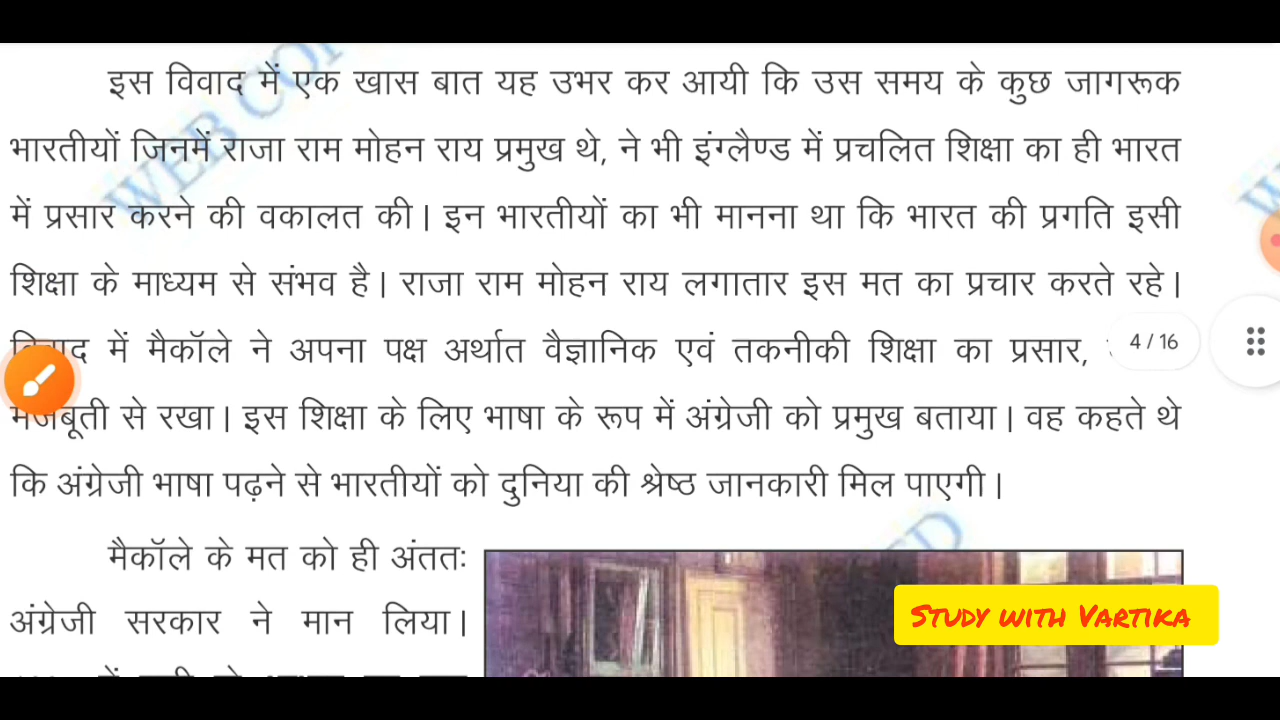 इस विवाद में एक खास बात यह उभर कर आयी कि उस समय के कुछ जागरूक
भारतीयों जिनमें राजा राम मोहन राय प्रमुख थे, ने भी इंग्लैण्ड में प्रचलित शिक्षा का ही भारत
में प्रसार करने की वकालत की। इन भारतीयों का भी मानना था कि भारत की प्रगति इसी
शिक्षा के माध्यम से संभव है। राजा राम मोहन राय लगातार इस मत का प्रचार करते रहे।
में मैकॉले ने अपना पक्ष अर्थात वैज्ञानिक एवं तकनीकी शिक्षा का प्रसार,
4 / 16
मजबूती से रखा। इस शिक्षा के लिए भाषा के रूप में अंग्रेजी को प्रमुख बताया। वह कहते थे
कि अंग्रेजी भाषा पढ़ने से भारतीयों को दुनिया की श्रेष्ठ जानकारी मिल पाएगी।
मैकॉले के मत को ही अंततः
अंग्रेजी सरकार ने मान लिया।
STUDY WITH VARTIKA